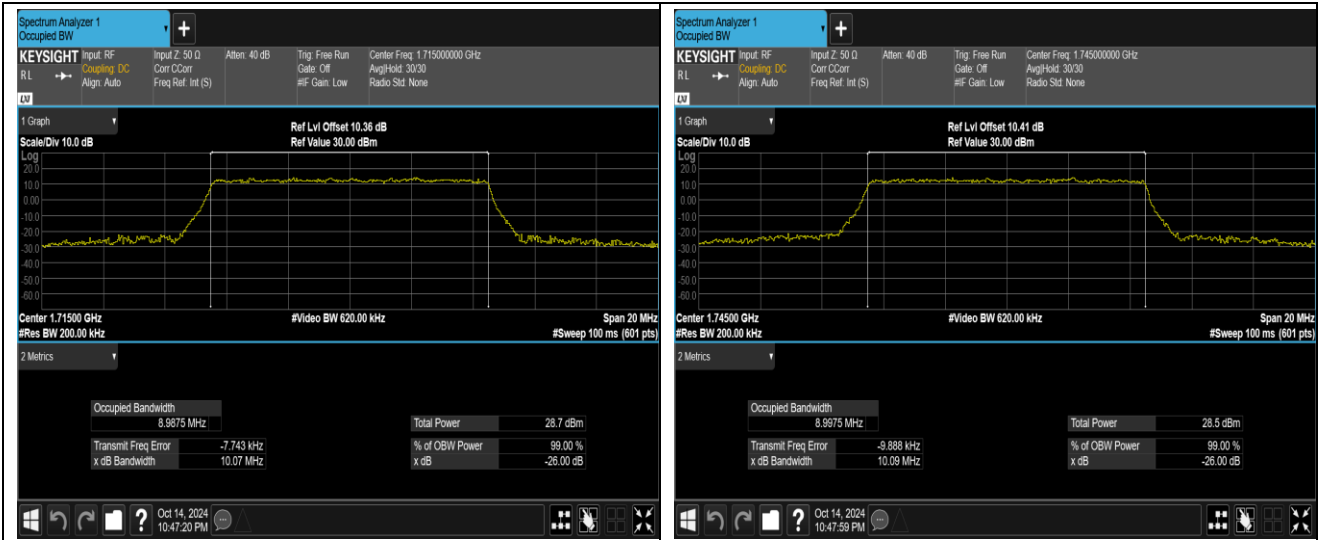 Spectrum Analyzer 1
Occupied BW
+
KEYSIGHT Input: RF Input Z: 50 Ω Atten: 40 dB Trig: Free Run Center Freq: 1.715000000 GHz
RL Coupling: DC Corr CCorr Gate: Off Avg|Hold: 30/30
Align: Auto Freq Ref: Int (S) #IF Gain: Low Radio Std: None
LXI
1 Graph
Ref Lvl Offset 10.36 dB
Scale/Div 10.0 dB Ref Value 30.00 dBm
Log
20.0
10.0
0.00
-10.0
-20.0
-30.0
-40.0
-50.0
-60.0
Center 1.71500 GHz #Video BW 620.00 kHz Span 20 MHz
#Res BW 200.00 kHz #Sweep 100 ms (601 pts)
2 Metrics
Occupied Bandwidth
8.9875 MHz Total Power 28.7 dBm
Transmit Freq Error -7.743 kHz % of OBW Power 99.00 %
x dB Bandwidth 10.07 MHz x dB -26.00 dB
? Oct 14, 2024
10:47:20 PM
Spectrum Analyzer 1
Occupied BW
+
KEYSIGHT Input: RF Input Z: 50 Ω Atten: 40 dB Trig: Free Run Center Freq: 1.745000000 GHz
RL Coupling: DC Corr CCorr Gate: Off Avg|Hold: 30/30
Align: Auto Freq Ref: Int (S) #IF Gain: Low Radio Std: None
LXI
1 Graph
Ref Lvl Offset 10.41 dB
Scale/Div 10.0 dB Ref Value 30.00 dBm
Log
20.0
10.0
0.00
-10.0
-20.0
-30.0
-40.0
-50.0
-60.0
Center 1.74500 GHz #Video BW 620.00 kHz Span 20 MHz
#Res BW 200.00 kHz #Sweep 100 ms (601 pts)
2 Metrics
Occupied Bandwidth
8.9975 MHz Total Power 28.5 dBm
Transmit Freq Error -9.888 kHz % of OBW Power 99.00 %
x dB Bandwidth 10.09 MHz x dB -26.00 dB
? Oct 14, 2024
10:47:59 PM